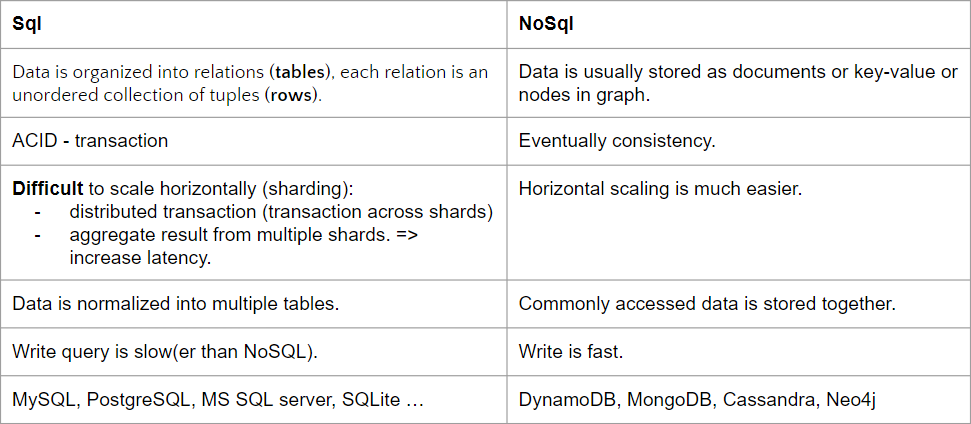 Sql
NoSql
Data is organized into relations (tables), each relation is an
unordered collection of tuples (rows).
Data is usually stored as documents or key-value or
nodes in graph.
ACID - transaction
Eventually consistency.
Difficult to scale horizontally (sharding):
- distributed transaction (transaction across shards)
- aggregate result from multiple shards. =>
increase latency.
Horizontal scaling is much easier.
Data is normalized into multiple tables.
Commonly accessed data is stored together.
Write query is slow(er than NoSQL).
Write is fast.
MySQL, PostgreSQL, MS SQL server, SQLite …
DynamoDB, MongoDB, Cassandra, Neo4j